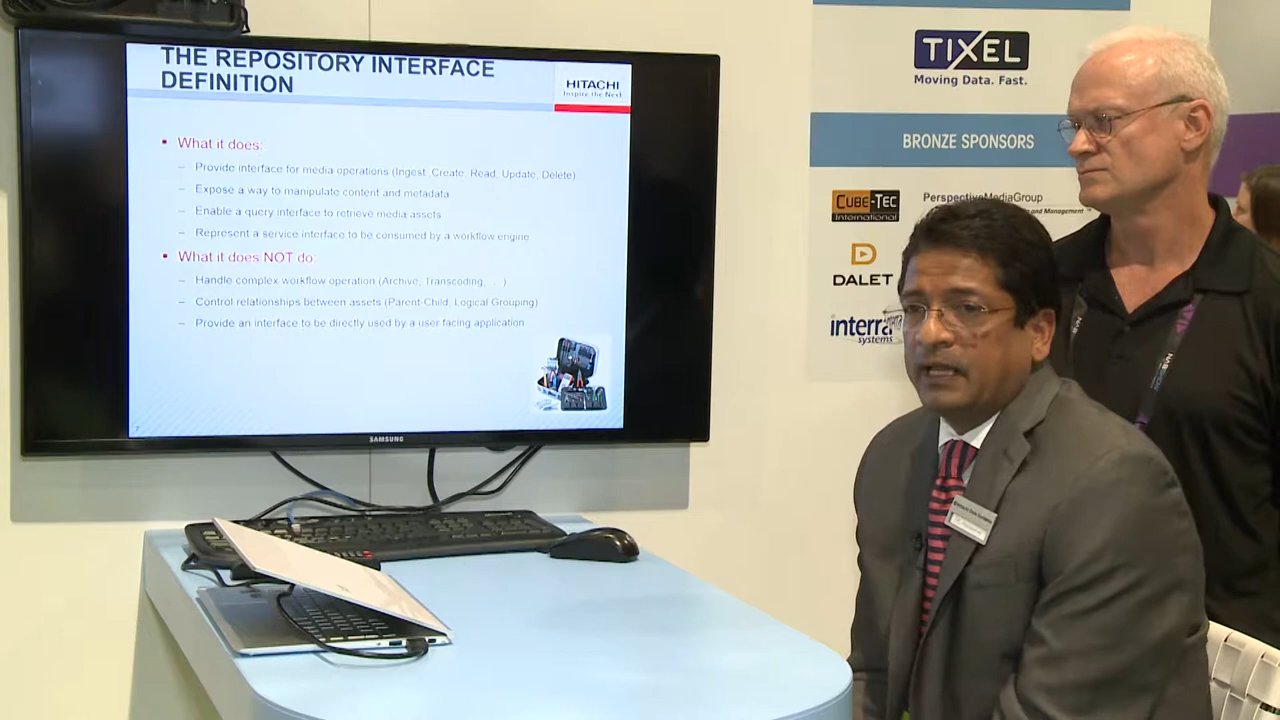 THE REPOSITORY INTERFACE
DEFINITION
HITACHI
Inspire the Next
What it does:
– Provide interface for media operations (Ingest, Create, Read, Update, Delete)
– Expose a way to manipulate content and metadata
– Enable a query interface to retrieve media assets
– Represent a service interface to be consumed by a workflow engine
What it does NOT do:
– Handle complex workflow operation (Archive, Transcoding, ...)
– Control relationships between assets (Parent-Child, Logical Grouping)
– Provide an interface to be directly used by a user facing application
SAMSUNG
TIXEL
Moving Data. Fast.
BRONZE SPONSORS
CUBE-TEC
International
PerspectiveMediaGroup
and Management™
DALET
interra
systems